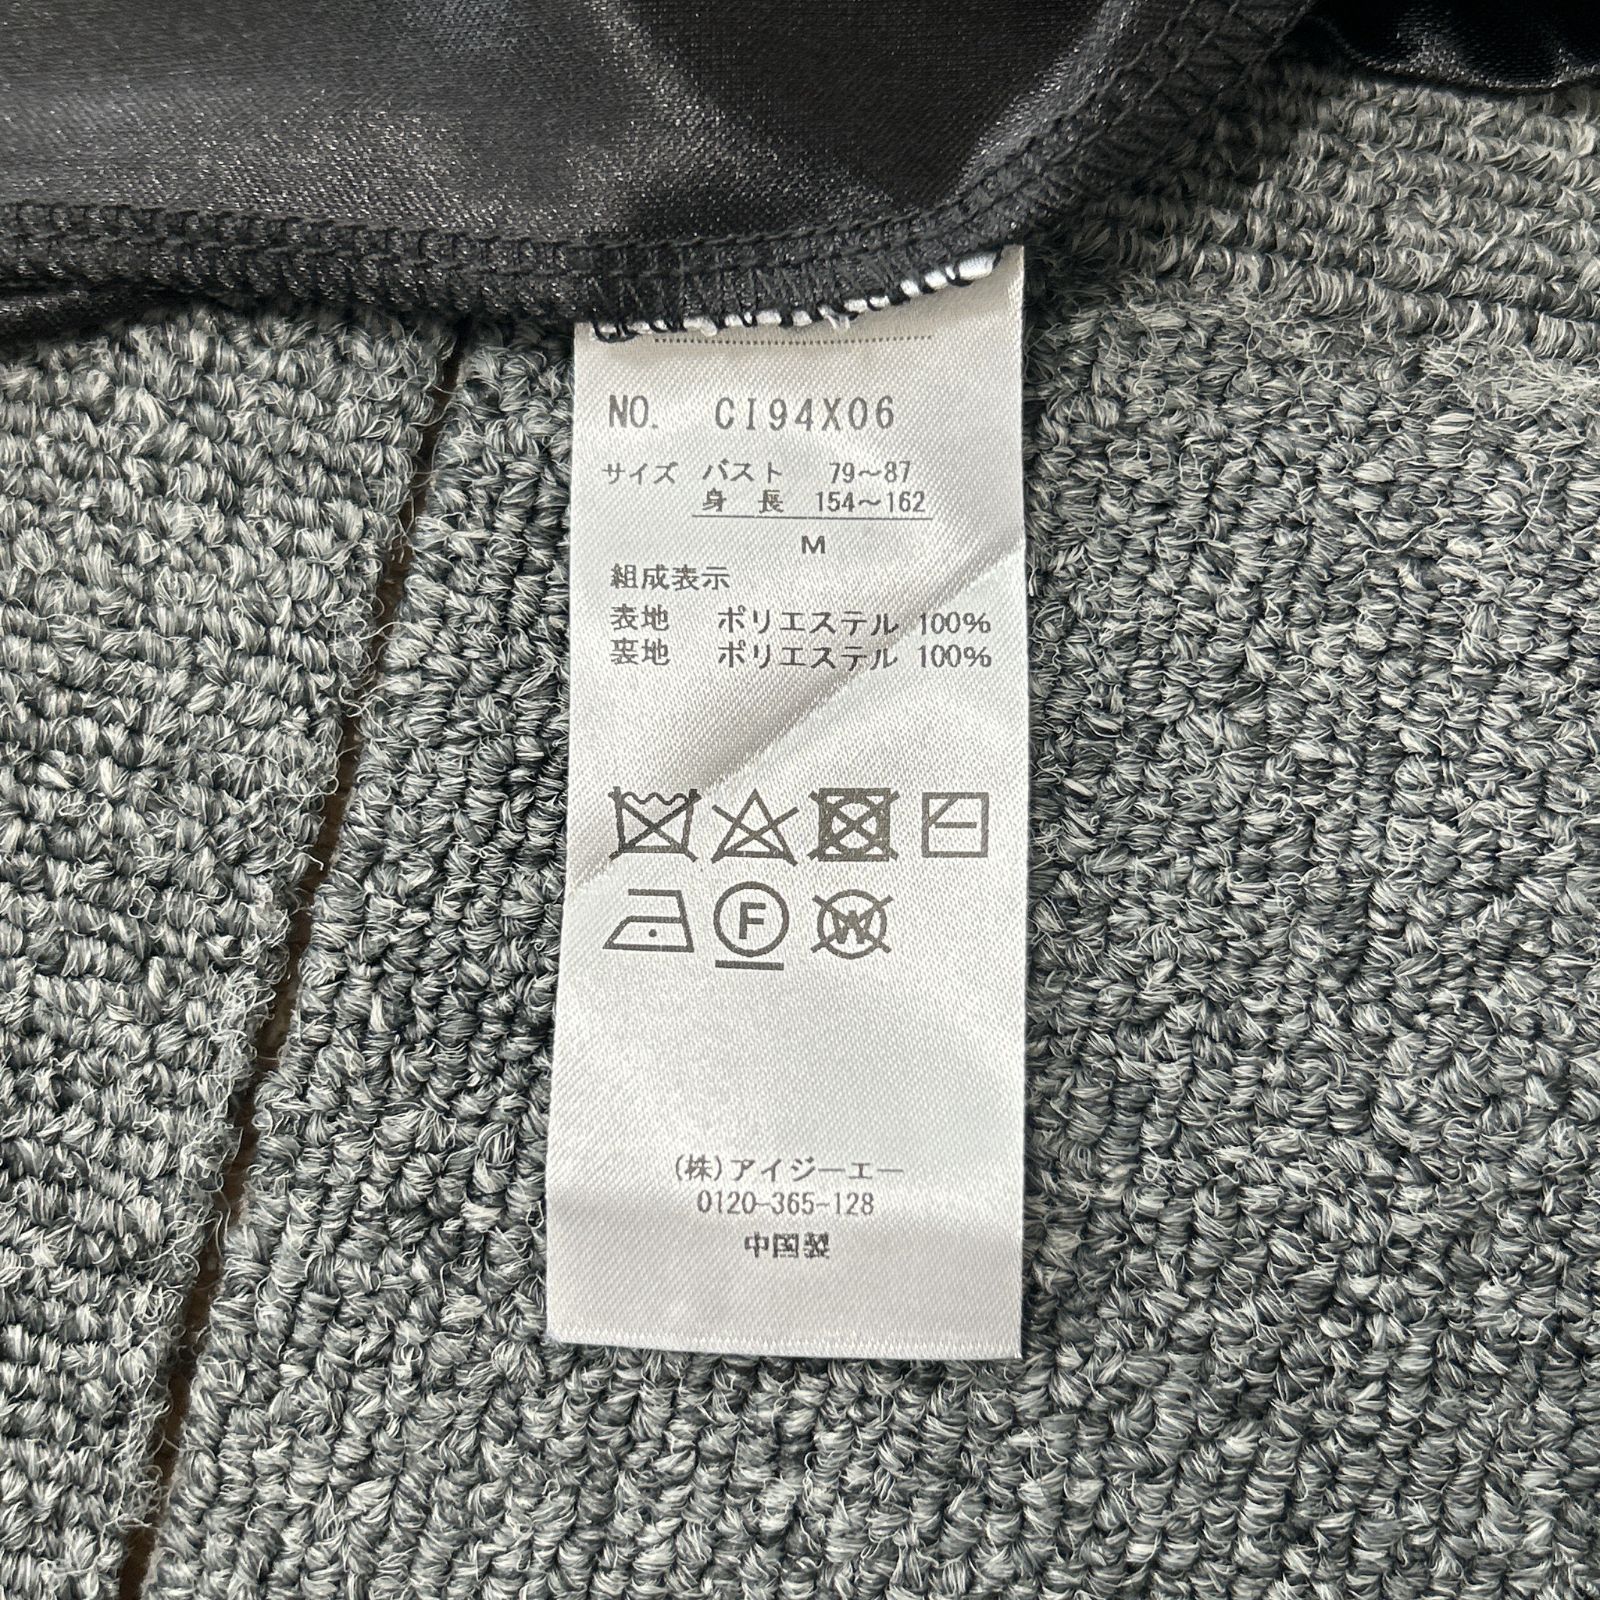 NO. CI94X06
サイズ バスト 79～87
身 長 154～162
M
組成表示
表地 ポリエステル 100%
裏地 ポリエステル 100%
F
W
(株)アイジーエー
0120-365-128
中国製